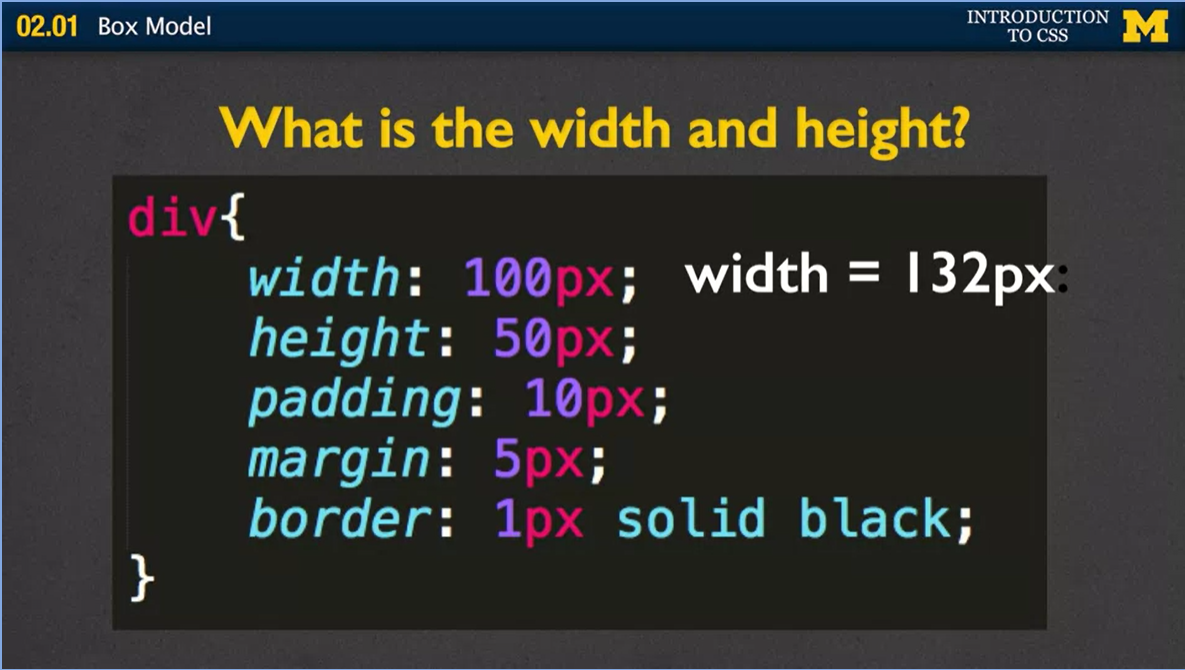 02.01 Box Model
INTRODUCTION
TO CSS
M
What is the width and height?
div{
width: 100px; width = 132px:
height: 50px;
padding: 10px;
margin: 5px;
border: 1px solid black;
}